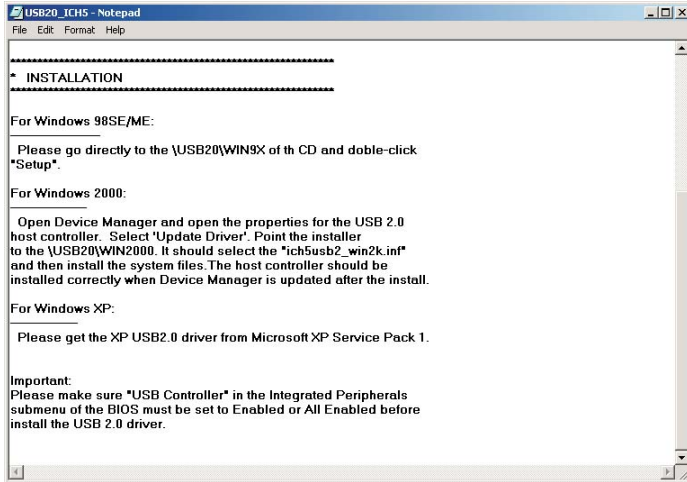 USB20_ICH5 - Notepad
File Edit Format Help
*******************************************************************
* INSTALLATION
*******************************************************************
For Windows 98SE/ME:
Please go directly to the \USB20\WIN9X of th CD and doble-click
"Setup".
For Windows 2000:
Open Device Manager and open the properties for the USB 2.0
host controller. Select 'Update Driver'. Point the installer
to the \USB20\WIN2000. It should select the "ich5usb2_win2k.inf"
and then install the system files.The host controller should be
installed correctly when Device Manager is updated after the install.
For Windows XP:
Please get the XP USB2.0 driver from Microsoft XP Service Pack 1.
Important:
Please make sure "USB Controller" in the Integrated Peripherals
submenu of the BIOS must be set to Enabled or All Enabled before
install the USB 2.0 driver.